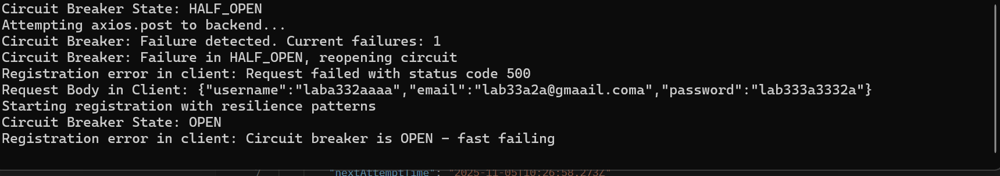 Circuit Breaker State: HALF_OPEN
Attempting axios.post to backend...
Circuit Breaker: Failure detected. Current failures: 1
Circuit Breaker: Failure in HALF_OPEN, reopening circuit
Registration error in client: Request failed with status code 500
Request Body in Client: {"username":"laba332aaaa","email":"lab33a2a@gmaail.coma","password":"lab333a3332a"}
Starting registration with resilience patterns
Circuit Breaker State: OPEN
Registration error in client: Circuit breaker is OPEN - fast failing
7 "nextAttemptTime": "2025-11-05T10:26:58.273Z"